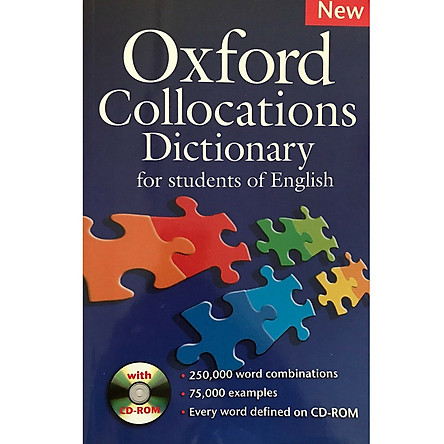 New
Oxford
Collocations
Dictionary
for students of English
with
CD-ROM
• 250,000 word combinations
• 75,000 examples
• Every word defined on CD-ROM